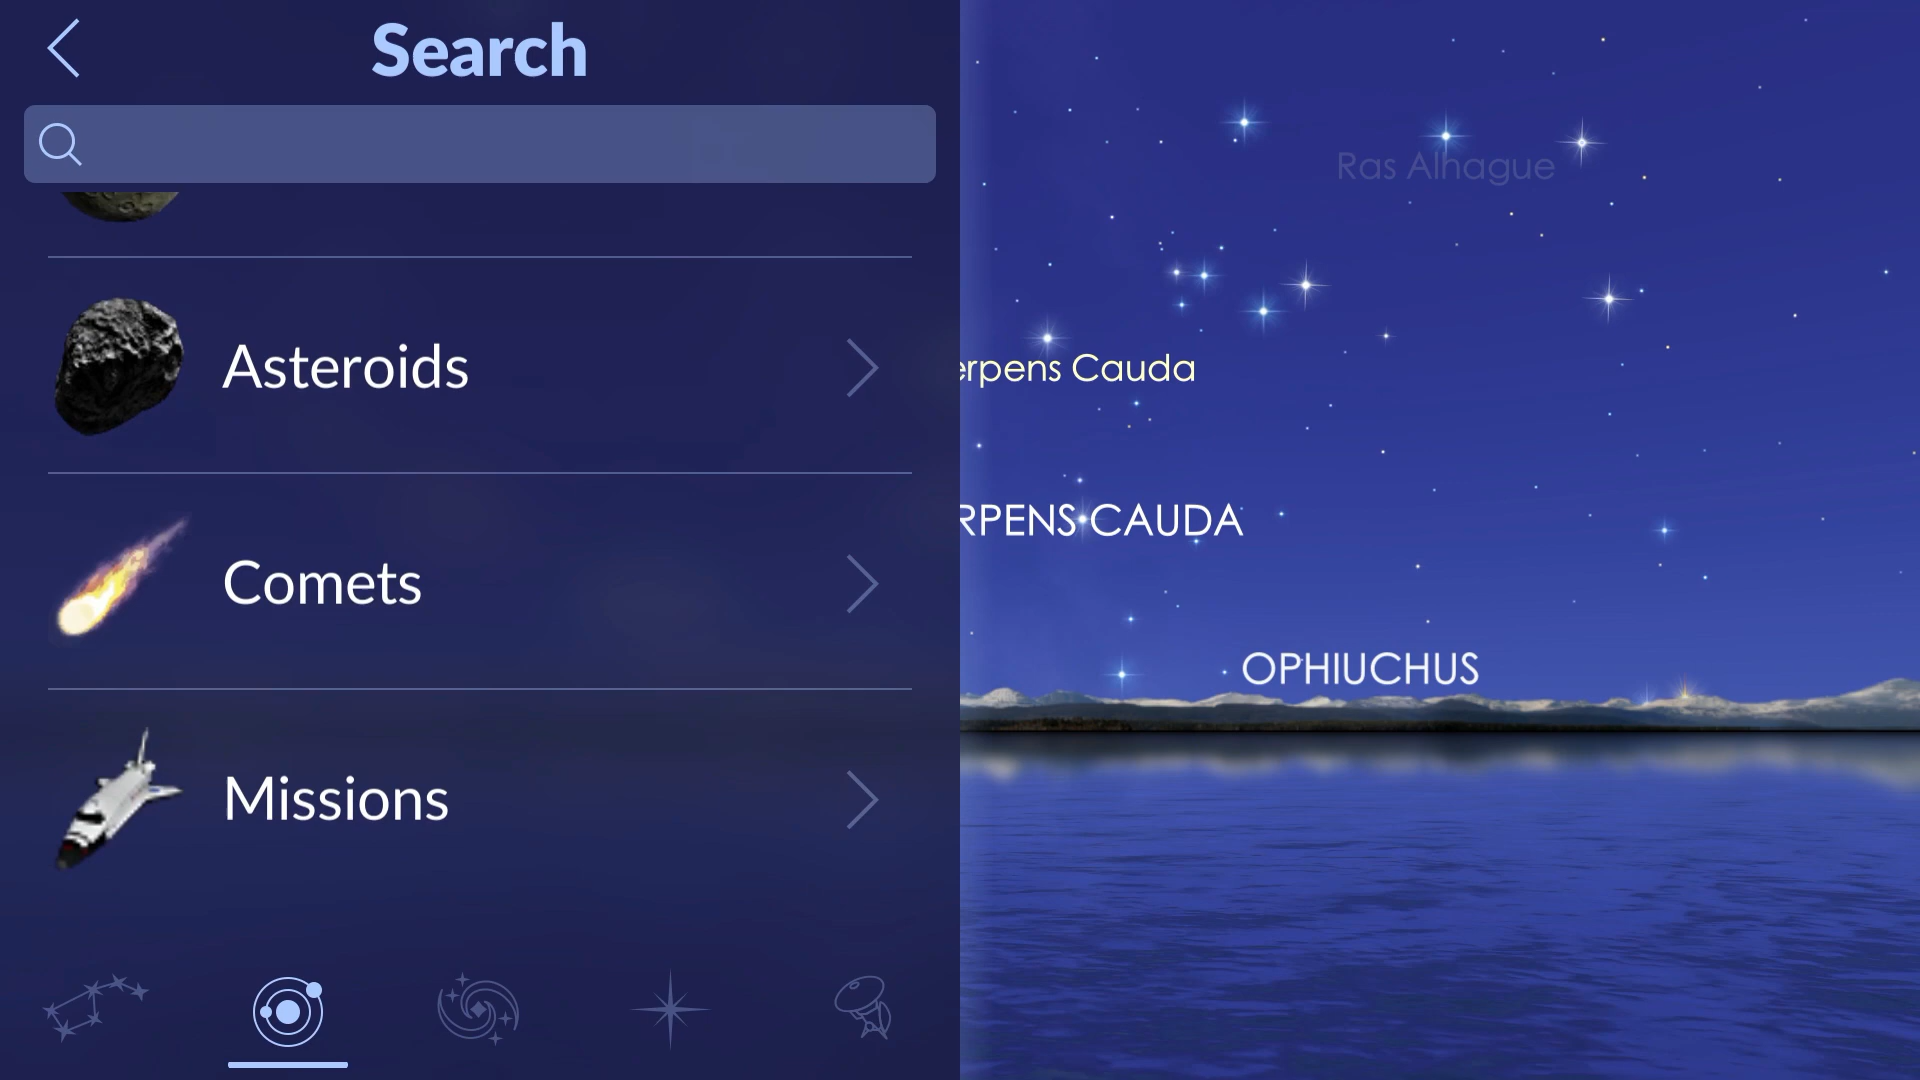 Search
Asteroids
Comets
Missions
Ras Alhague
erpens Cauda
RPENS CAUDA
OPHIUCHUS